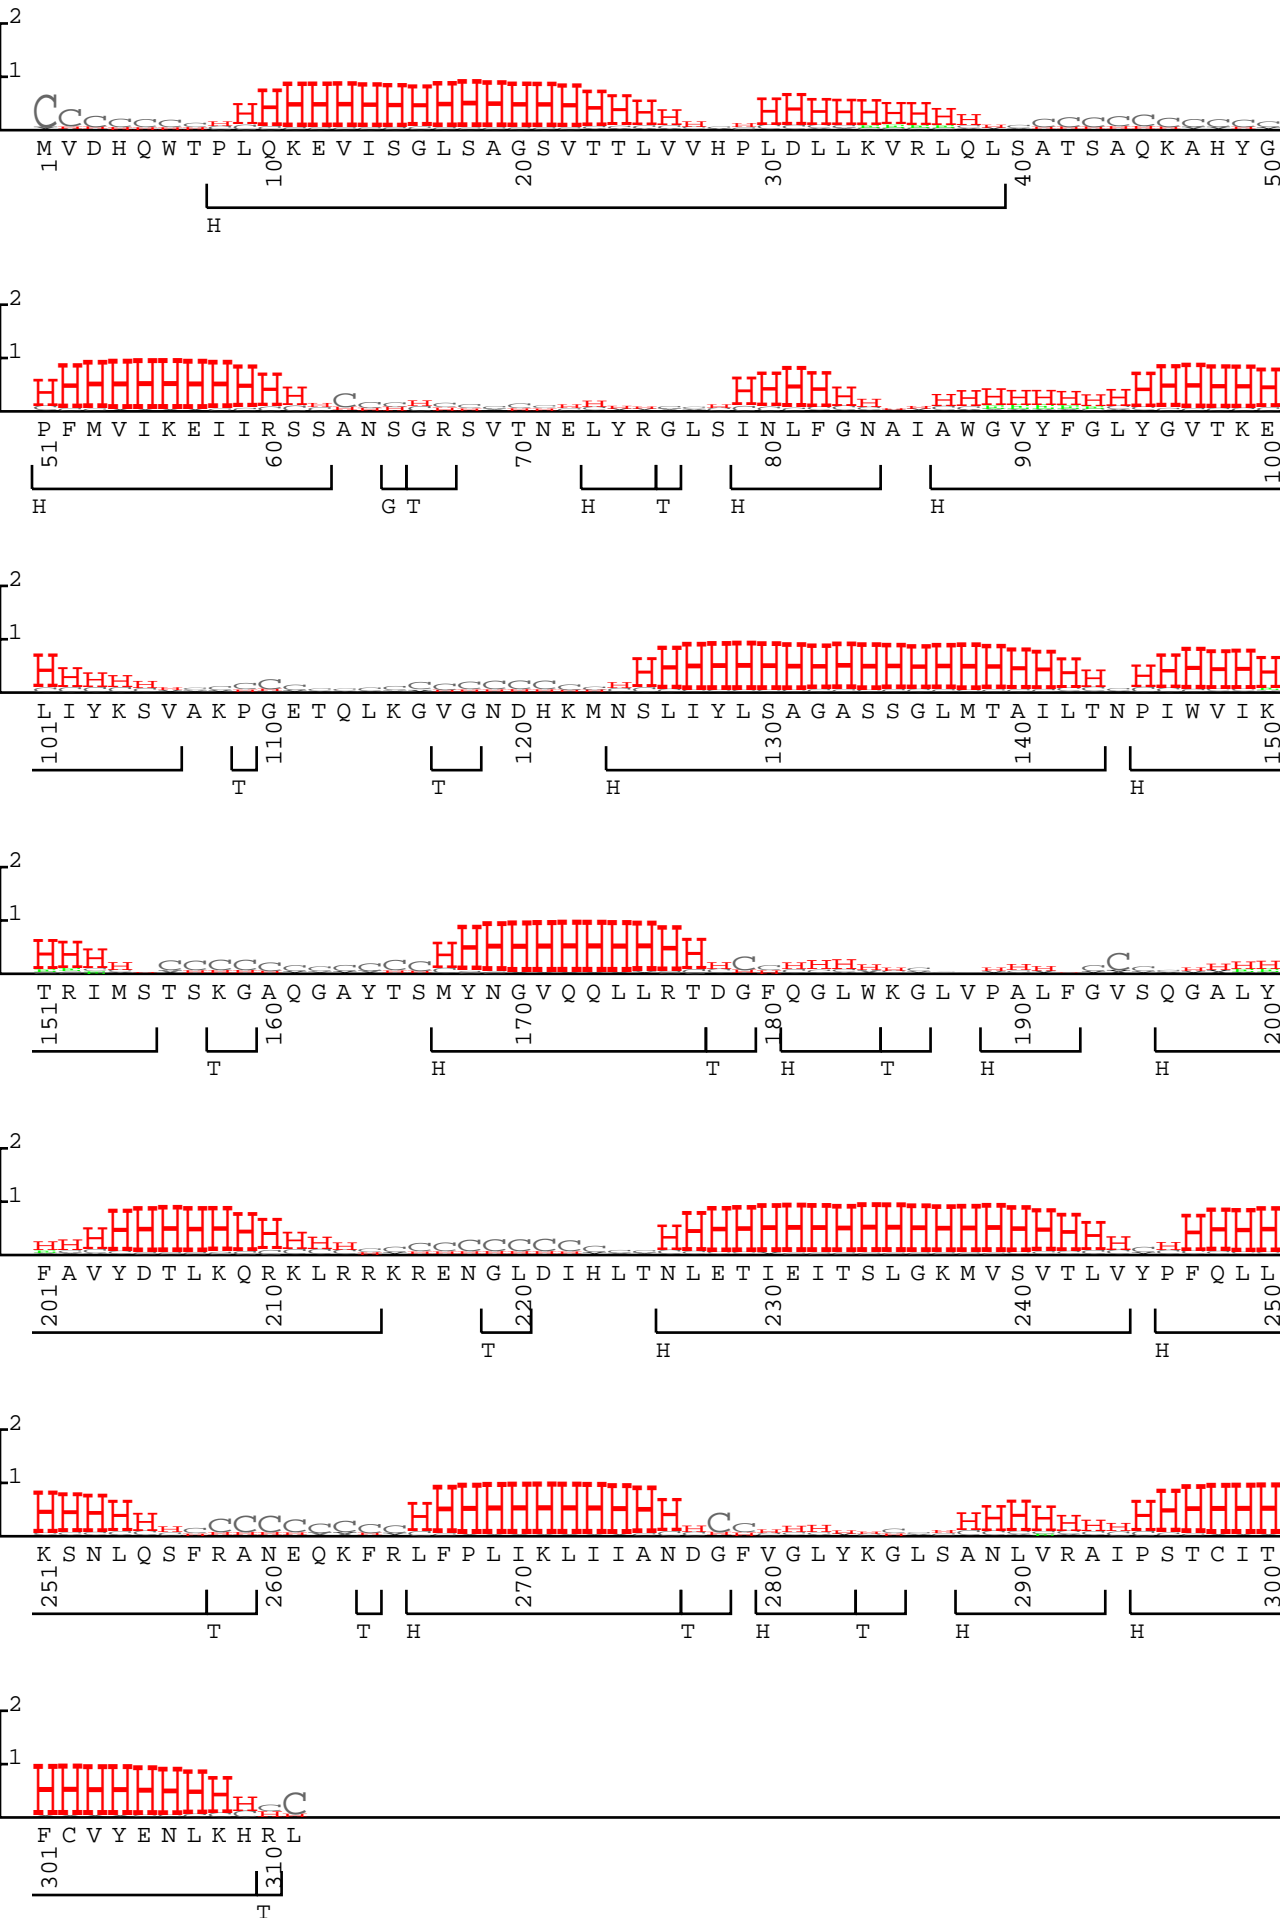 2
1
M V D H Q W T P L Q K E V I S G L S A G S V T T L V V H P L D L L K V R L Q L S A T S A Q K A H Y G
1 10 20 30 40 50
H
2
1
P F M V I K E I I R S S A N S G R S V T N E L Y R G L S I N L F G N A I A W G V Y F G L Y G V T K E
51 60 70 80 90 100
H G T H T H H
2
1
L I Y K S V A K P G E T Q L K G V G N D H K M N S L I Y L S A G A S S G L M T A I L T N P I W V I K
101 110 120 130 140 150
T T H H
2
1
T R I M S T S K G A Q G A Y T S M Y N G V Q Q L L R T D G F Q G L W K G L V P A L F G V S Q G A L Y
151 160 170 180 190 200
T H T H T H H
2
1
F A V Y D T L K Q R K L R R K R E N G L D I H L T N L E T I E I T S L G K M V S V T L V Y P F Q L L
201 210 220 230 240 250
T H H
2
1
K S N L Q S F R A N E Q K F R L F P L I K L I I A N D G F V G L Y K G L S A N L V R A I P S T C I T
251 260 270 280 290 300
T T H T H T H H
2
1
F C V Y E N L K H R L
301 310
T